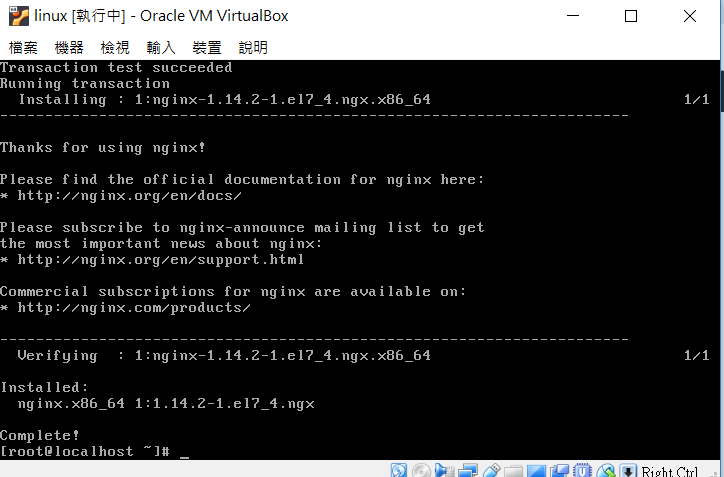 linux [執行中] - Oracle VM VirtualBox
檔案 機器 檢視 輸入 裝置 說明
Transaction test succeeded
Running transaction
  Installing : 1:nginx-1.14.2-1.el7_4.ngx.x86_64 1/1
----------------------------------------------------------------------
Thanks for using nginx!
Please find the official documentation for nginx here:
* http://nginx.org/en/docs/
Please subscribe to nginx-announce mailing list to get
the most important news about nginx:
* http://nginx.org/en/support.html
Commercial subscriptions for nginx are available on:
* http://nginx.com/products/
----------------------------------------------------------------------
  Verifying  : 1:nginx-1.14.2-1.el7_4.ngx.x86_64 1/1
Installed:
  nginx.x86_64 1:1.14.2-1.el7_4.ngx
Complete!
[root@localhost ~]# _
Right Ctrl